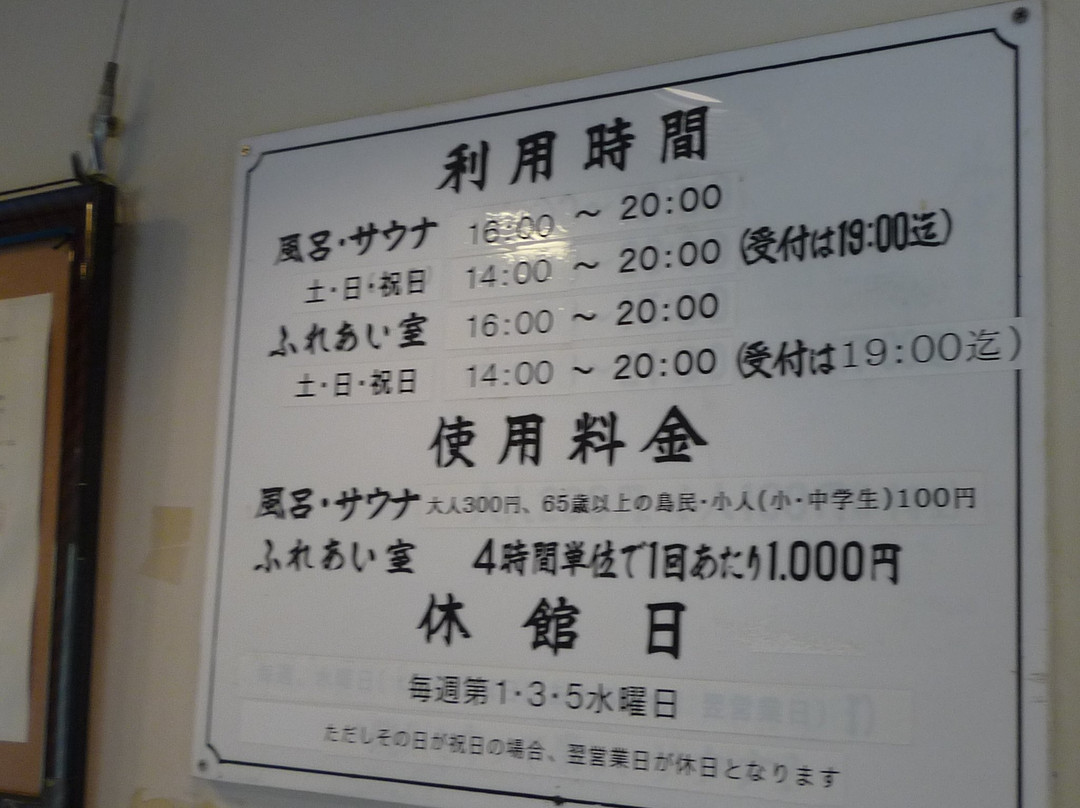 利用時間
風呂・サウナ 16:00 ～ 20:00
土・日・祝日 14:00 ～ 20:00 (受付は19:00迄)
ふれあい室 16:00 ～ 20:00
土・日・祝日 14:00 ～ 20:00 (受付は19:00迄)
使用料金
風呂・サウナ 大人300円、65歳以上の島民・小人(小・中学生)100円
ふれあい室 4時間単位で1回あたり1.000円
休館日
毎週第1・3・5水曜日
ただしその日が祝日の場合、翌営業日が休日となります